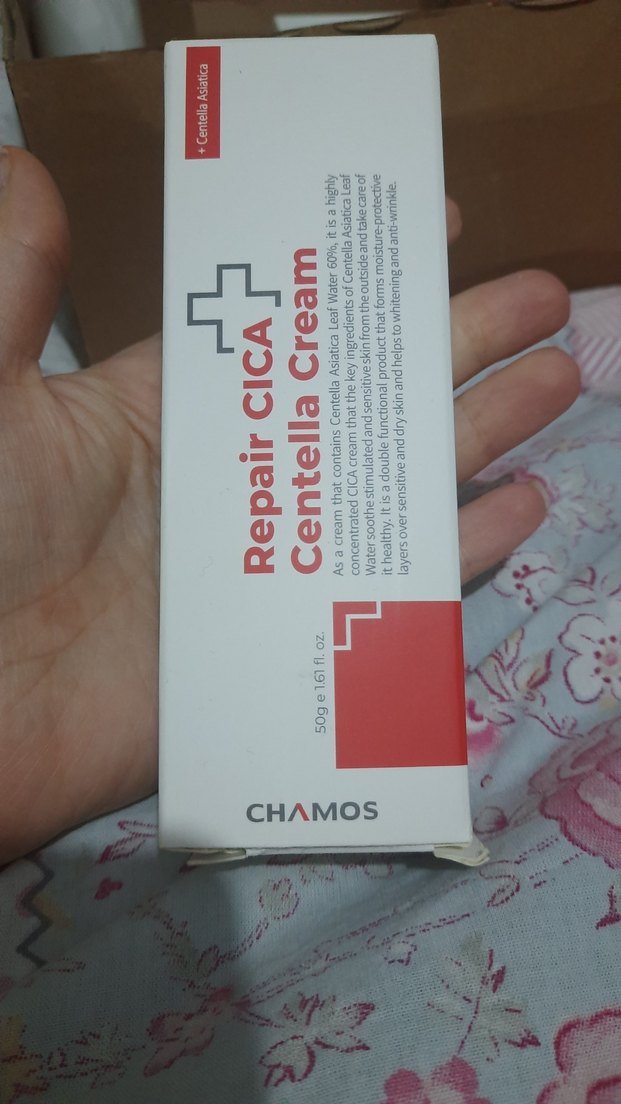 + Centella Asiatica
Repair CICA
Centella Cream
As a cream that contains Centella Asiatica Leaf Water 60%, it is a highly
concentrated CICA cream that the key ingredients of Centella Asiatica Leaf
Water soothe stimulated and sensitive skin from the outside and take care of
it healthy. It is a double functional product that forms moisture-protective
layers over sensitive and dry skin and helps to whitening and anti-wrinkle.
50g e 1.61 fl. oz.
CHAMOS